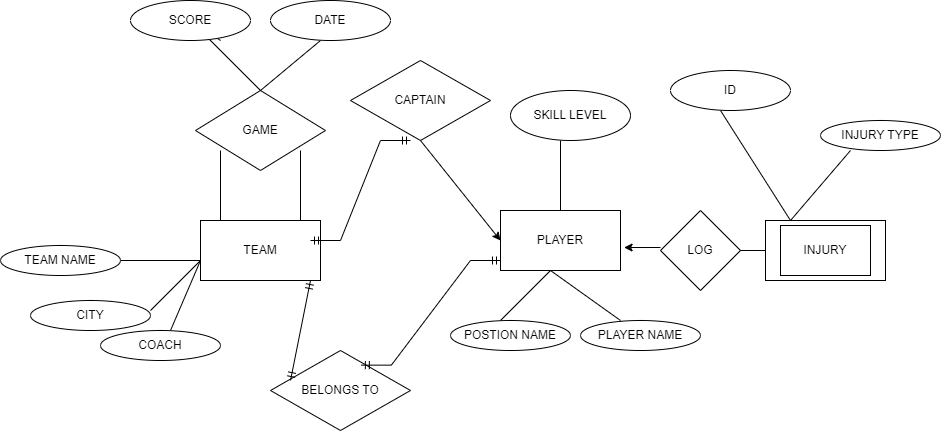 SCORE
DATE
ID
CAPTAIN
SKILL LEVEL
GAME
INJURY TYPE
TEAM
PLAYER
LOG
INJURY
TEAM NAME
CITY
COACH
POSTION NAME
PLAYER NAME
BELONGS TO